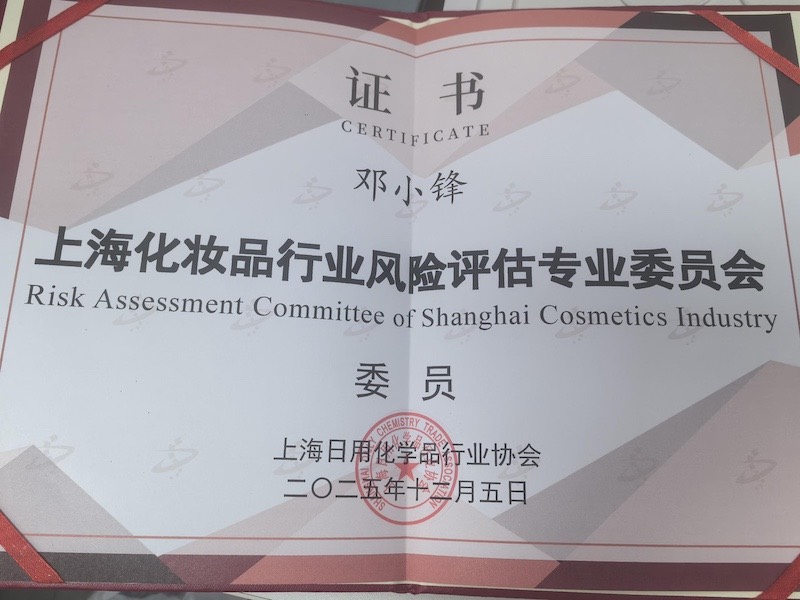 证书
CERTIFICATE
邓小锋
上海化妆品行业风险评估专业委员会
Risk Assessment Committee of Shanghai Cosmetics Industry
委员
上海日用化学品行业协会
二〇二五年十二月五日